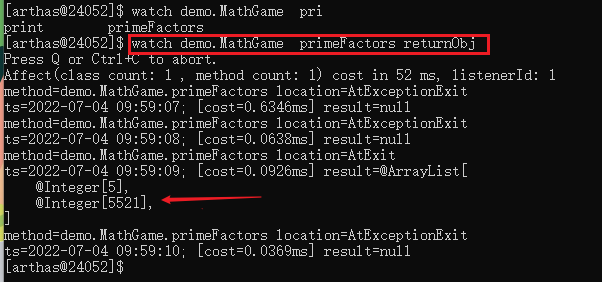 [arthas@24052]$ watch demo.MathGame  pri
print          primeFactors
[arthas@24052]$ watch demo.MathGame  primeFactors returnObj
Press Q or Ctrl+C to abort.
Affect(class count: 1 , method count: 1) cost in 52 ms, listenerId: 1
method=demo.MathGame.primeFactors location=AtExceptionExit
ts=2022-07-04 09:59:07; [cost=0.6346ms] result=null
method=demo.MathGame.primeFactors location=AtExceptionExit
ts=2022-07-04 09:59:08; [cost=0.0638ms] result=null
method=demo.MathGame.primeFactors location=AtExit
ts=2022-07-04 09:59:09; [cost=0.0926ms] result=@ArrayList[
    @Integer[5],
    @Integer[5521],
]
method=demo.MathGame.primeFactors location=AtExceptionExit
ts=2022-07-04 09:59:10; [cost=0.0369ms] result=null
[arthas@24052]$